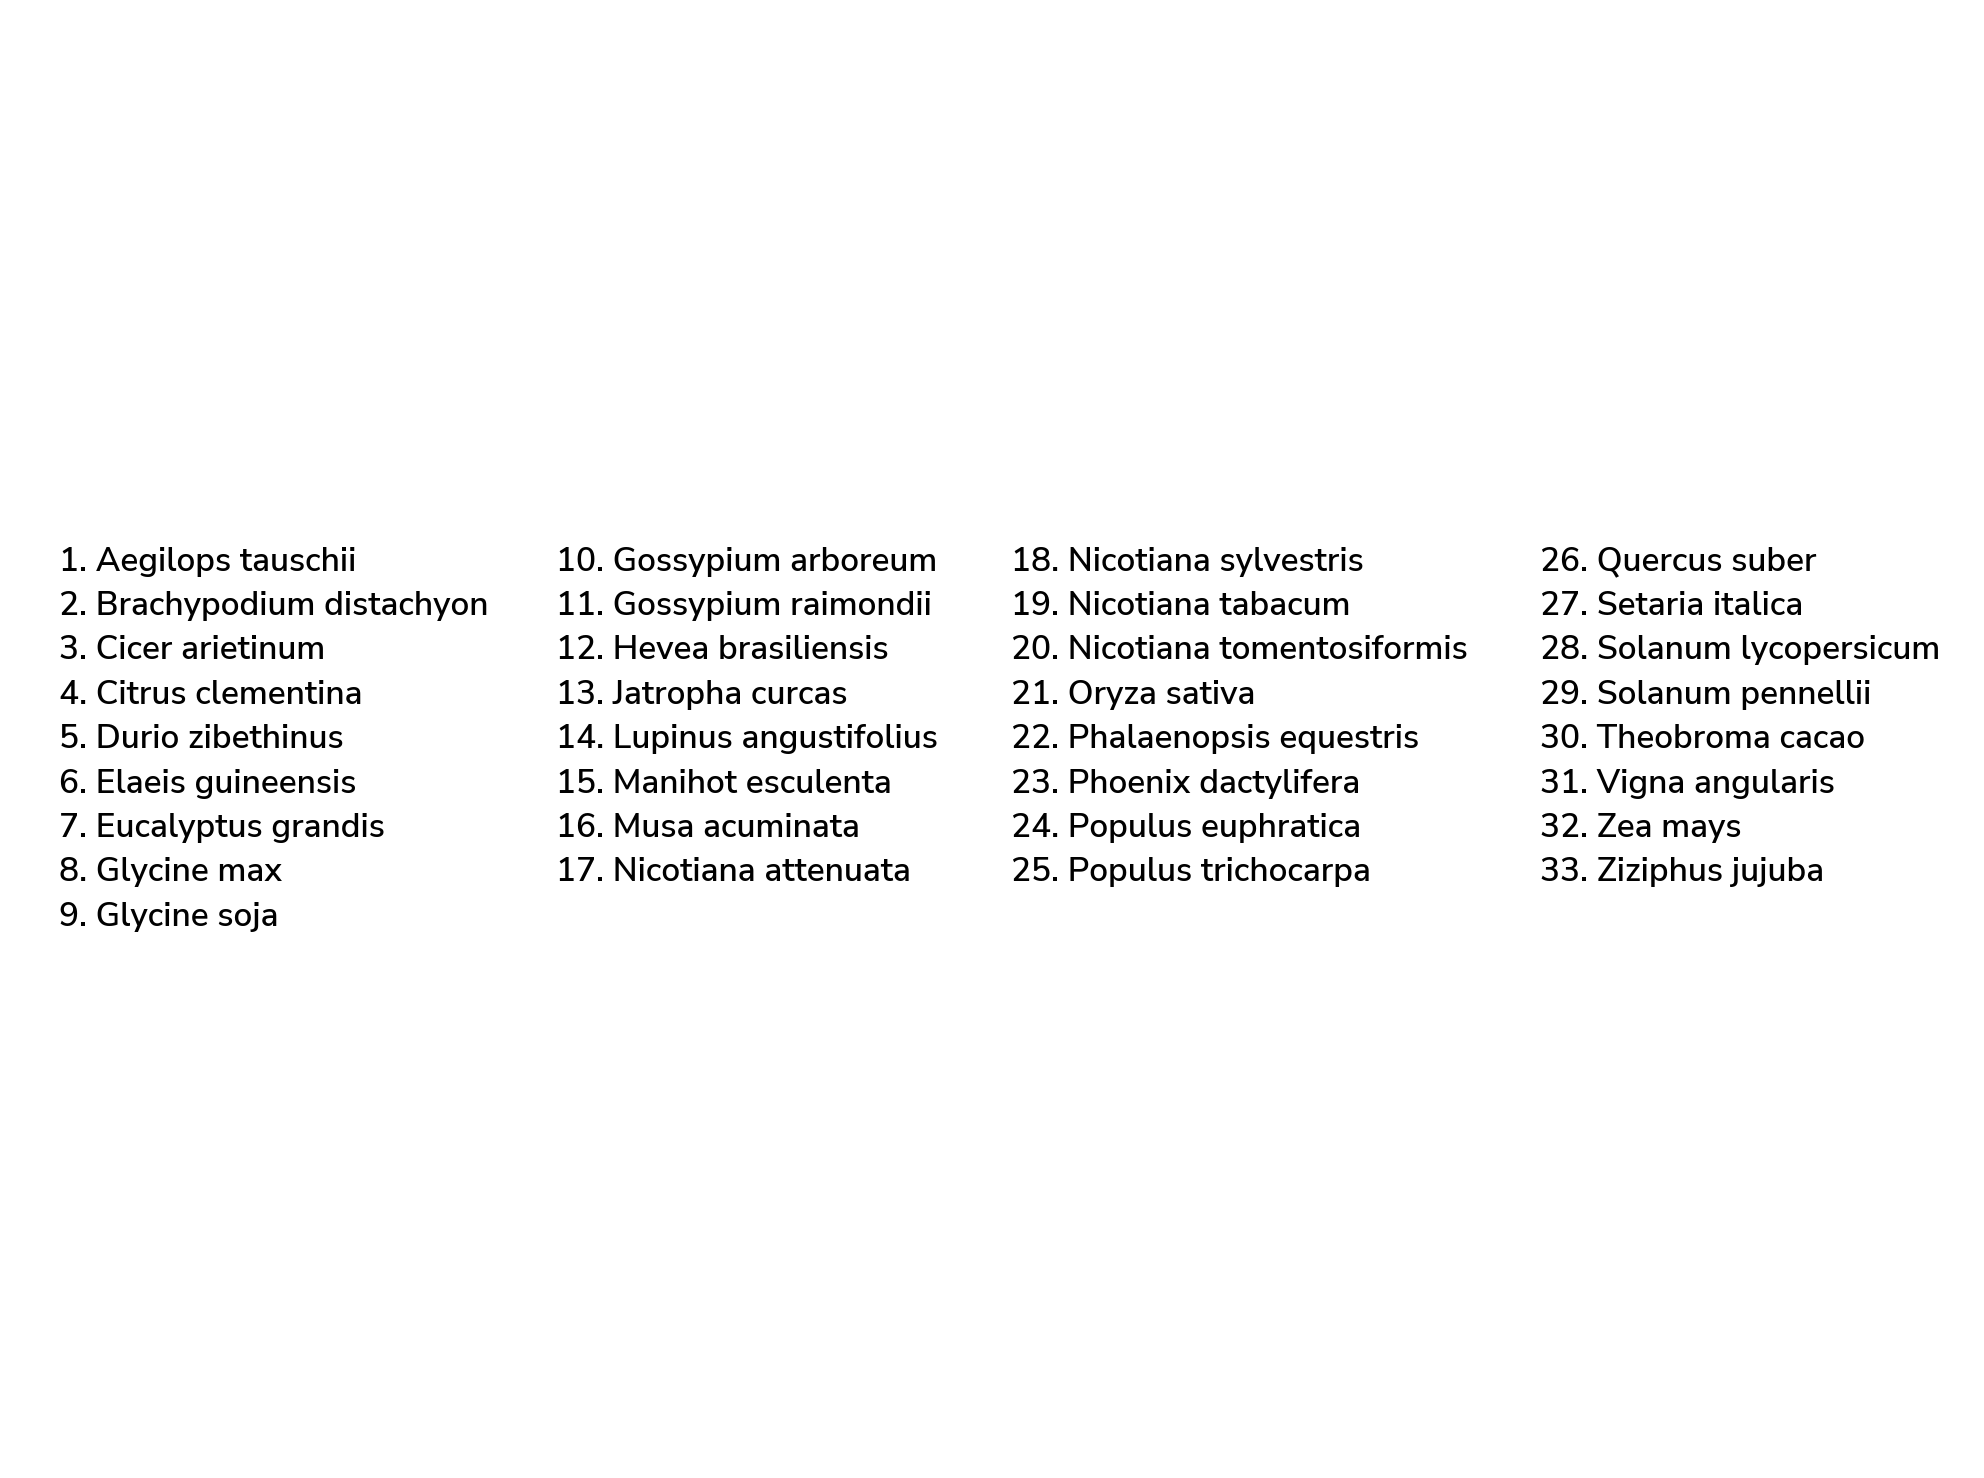 1. Aegilops tauschii
2. Brachypodium distachyon
3. Cicer arietinum
4. Citrus clementina
5. Durio zibethinus
6. Elaeis guineensis
7. Eucalyptus grandis
8. Glycine max
9. Glycine soja
10. Gossypium arboreum
11. Gossypium raimondii
12. Hevea brasiliensis
13. Jatropha curcas
14. Lupinus angustifolius
15. Manihot esculenta
16. Musa acuminata
17. Nicotiana attenuata
18. Nicotiana sylvestris
19. Nicotiana tabacum
20. Nicotiana tomentosiformis
21. Oryza sativa
22. Phalaenopsis equestris
23. Phoenix dactylifera
24. Populus euphratica
25. Populus trichocarpa
26. Quercus suber
27. Setaria italica
28. Solanum lycopersicum
29. Solanum pennellii
30. Theobroma cacao
31. Vigna angularis
32. Zea mays
33. Ziziphus jujuba